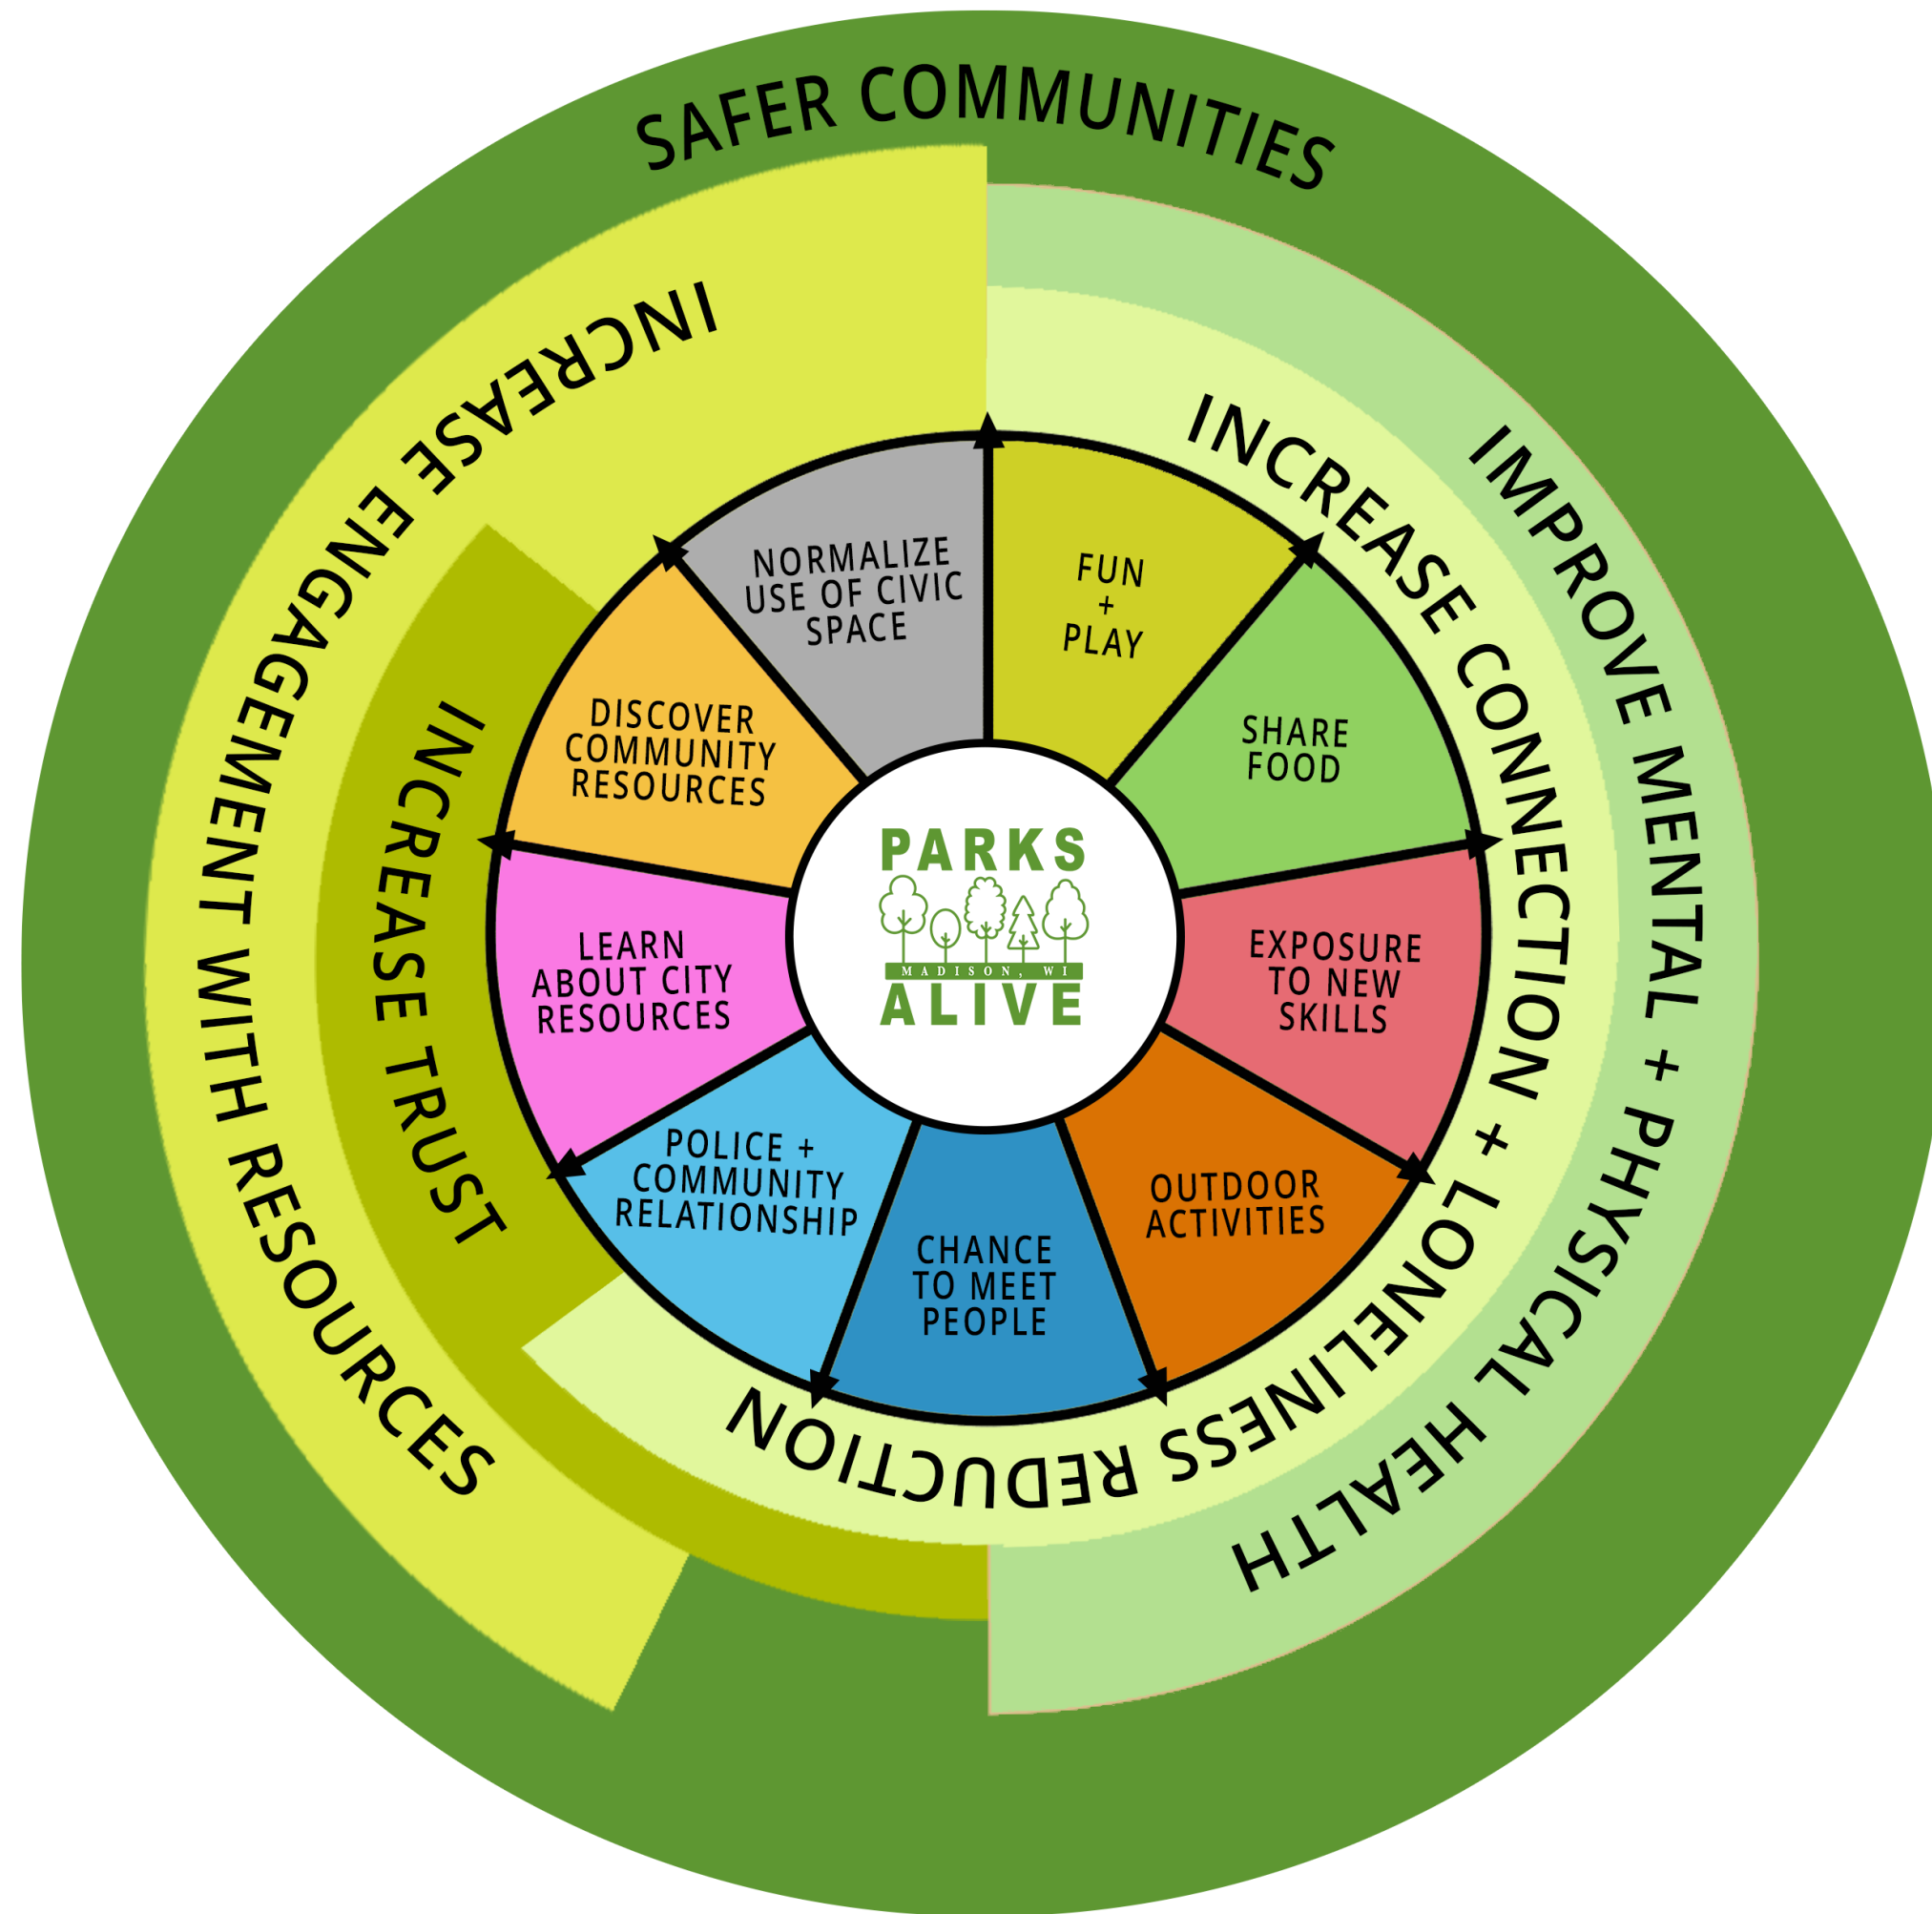 SAFER COMMUNITIES
INCREASE ENGAGEMENT WITH RESOURCES
INCREASE TRUST
INCREASE CONNECTION + LONELINESS REDUCTION
IMPROVE MENTAL + PHYSICAL HEALTH
NORMALIZE
USE OF CIVIC
SPACE
FUN
+
PLAY
SHARE
FOOD
EXPOSURE
TO NEW
SKILLS
OUTDOOR
ACTIVITIES
CHANCE
TO MEET
PEOPLE
POLICE +
COMMUNITY
RELATIONSHIP
LEARN
ABOUT CITY
RESOURCES
DISCOVER
COMMUNITY
RESOURCES
PARKS
MADISON, WI
ALIVE